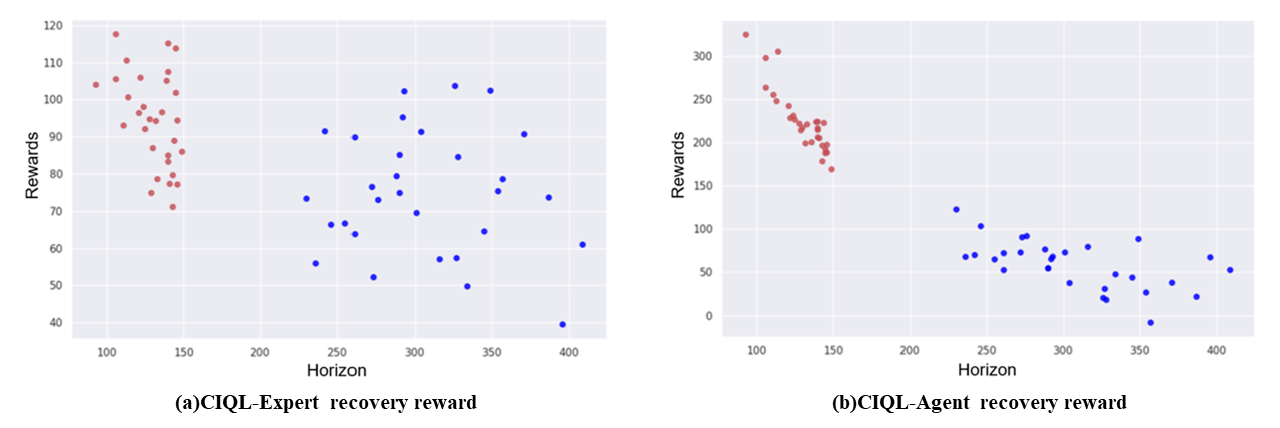 120
110
100
90
80
70
60
50
40
Rewards
100 150 200 250 300 350 400
Horizon
(a)CIQL-Expert recovery reward
300
250
200
150
100
50
0
Rewards
100 150 200 250 300 350 400
Horizon
(b)CIQL-Agent recovery reward